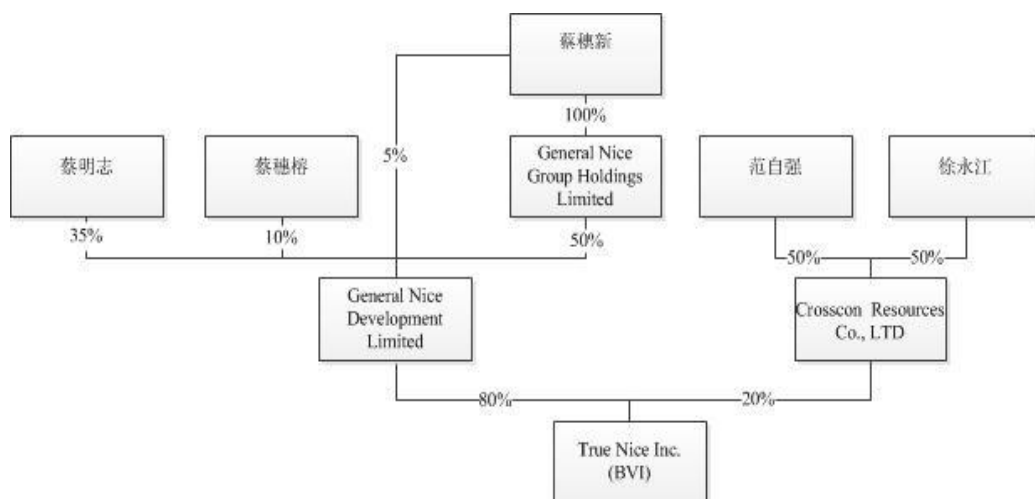 蔡穗新
100%
蔡明志
蔡穗榕
5%
General Nice
Group Holdings
Limited
范自强
徐永江
35%
10%
50%
50%
50%
General Nice
Development
Limited
Crosscon Resources
Co., LTD
80%
20%
True Nice Inc.
(BVI)